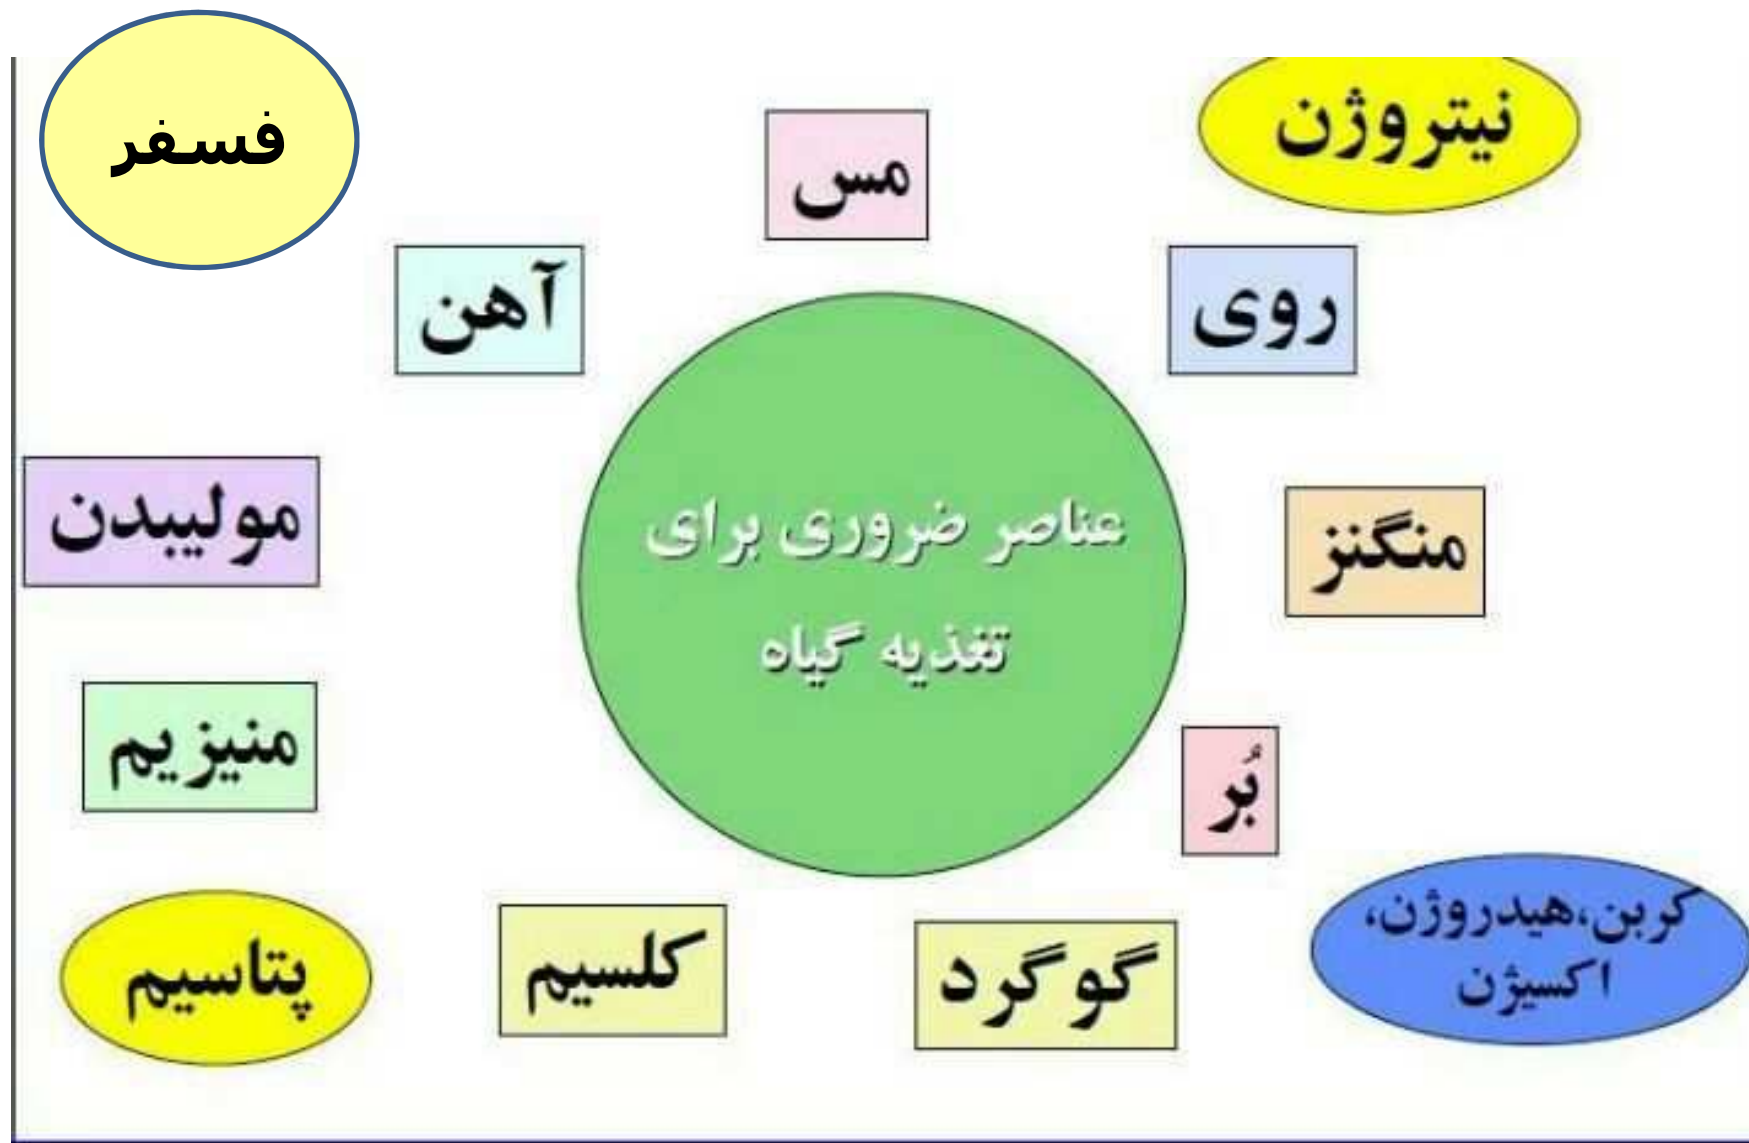 نیتروژن
فسفر
مس
روی
آهن
عناصر ضروری برای
تغذیه گیاه
منگنز
مولیبدن
بُر
منیزیم
کربن،هیدروژن،
اکسیژن
گوگرد
کلسیم
پتاسیم